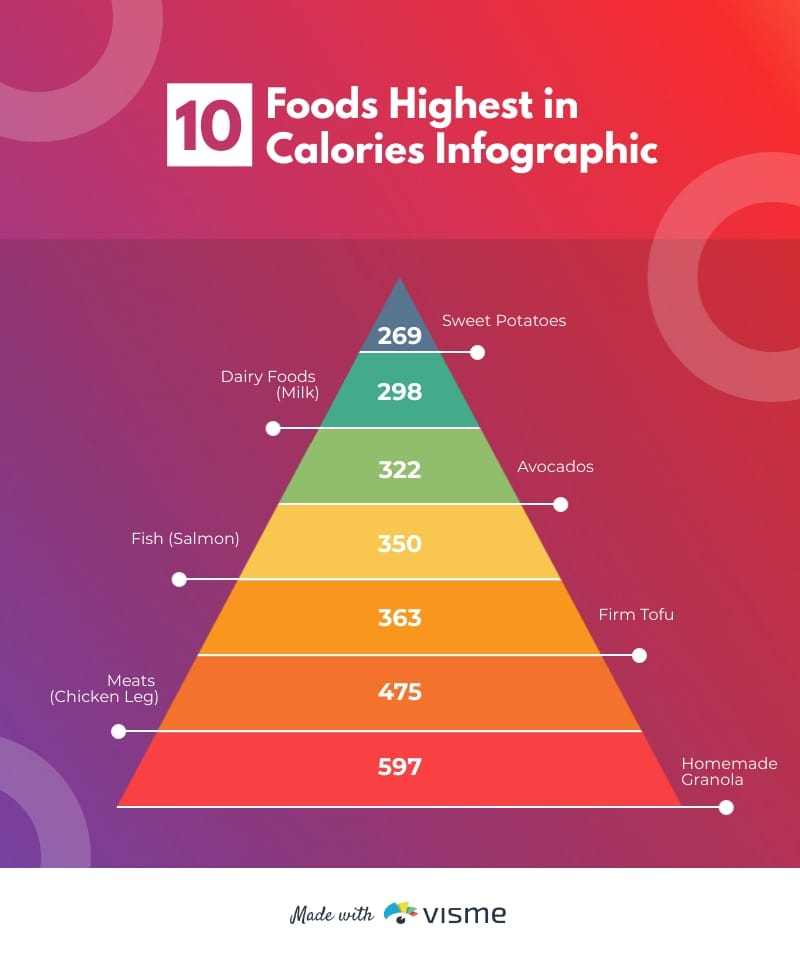 10
Foods Highest in
Calories Infographic
Sweet Potatoes
269
Dairy Foods
(Milk)
298
Avocados
322
Fish (Salmon)
350
Firm Tofu
363
Meats
(Chicken Leg)
475
Homemade
Granola
597
Made with visme